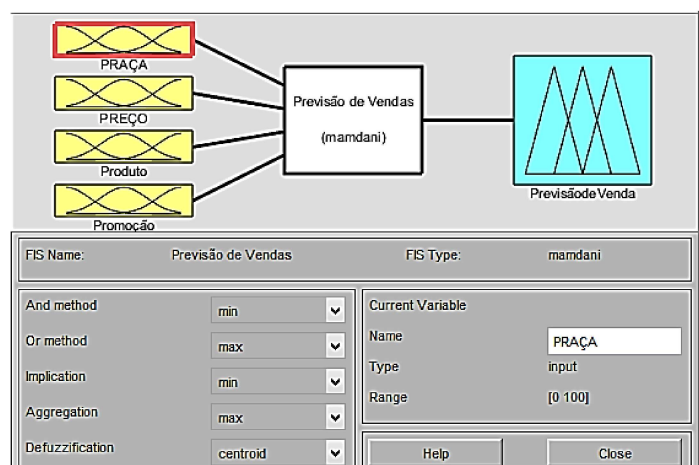 PRAÇA
PREÇO
Produto
Promoção
Previsão de Vendas
(mamdani)
PrevisãodeVenda
FIS Name: Previsão de Vendas FIS Type: mamdani
And method min
Or method max
Implication min
Aggregation max
Defuzzification centroid
Current Variable
Name PRAÇA
Type input
Range [0 100]
Help Close